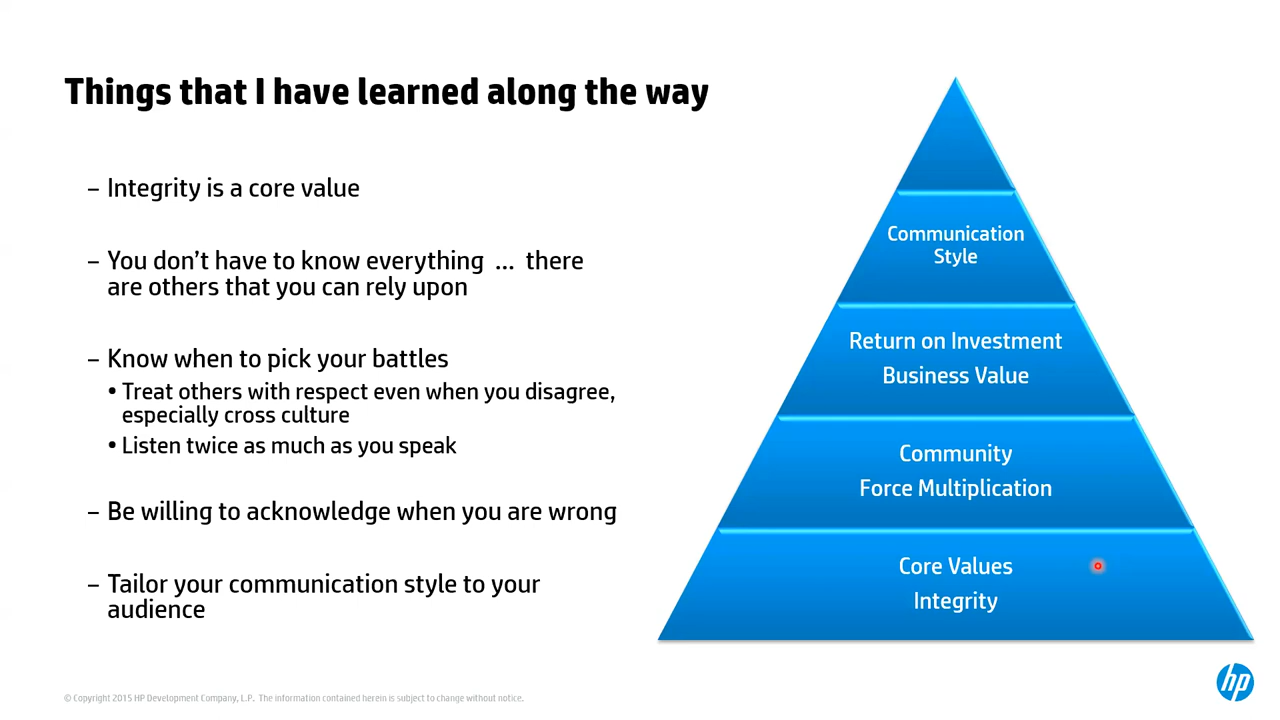 Things that I have learned along the way
– Integrity is a core value
– You don’t have to know everything ... there
are others that you can rely upon
– Know when to pick your battles
• Treat others with respect even when you disagree,
especially cross culture
• Listen twice as much as you speak
– Be willing to acknowledge when you are wrong
– Tailor your communication style to your
audience
Communication
Style
Return on Investment
Business Value
Community
Force Multiplication
Core Values
Integrity
© Copyright 2015 HP Development Company, L.P. The information contained herein is subject to change without notice.
hp